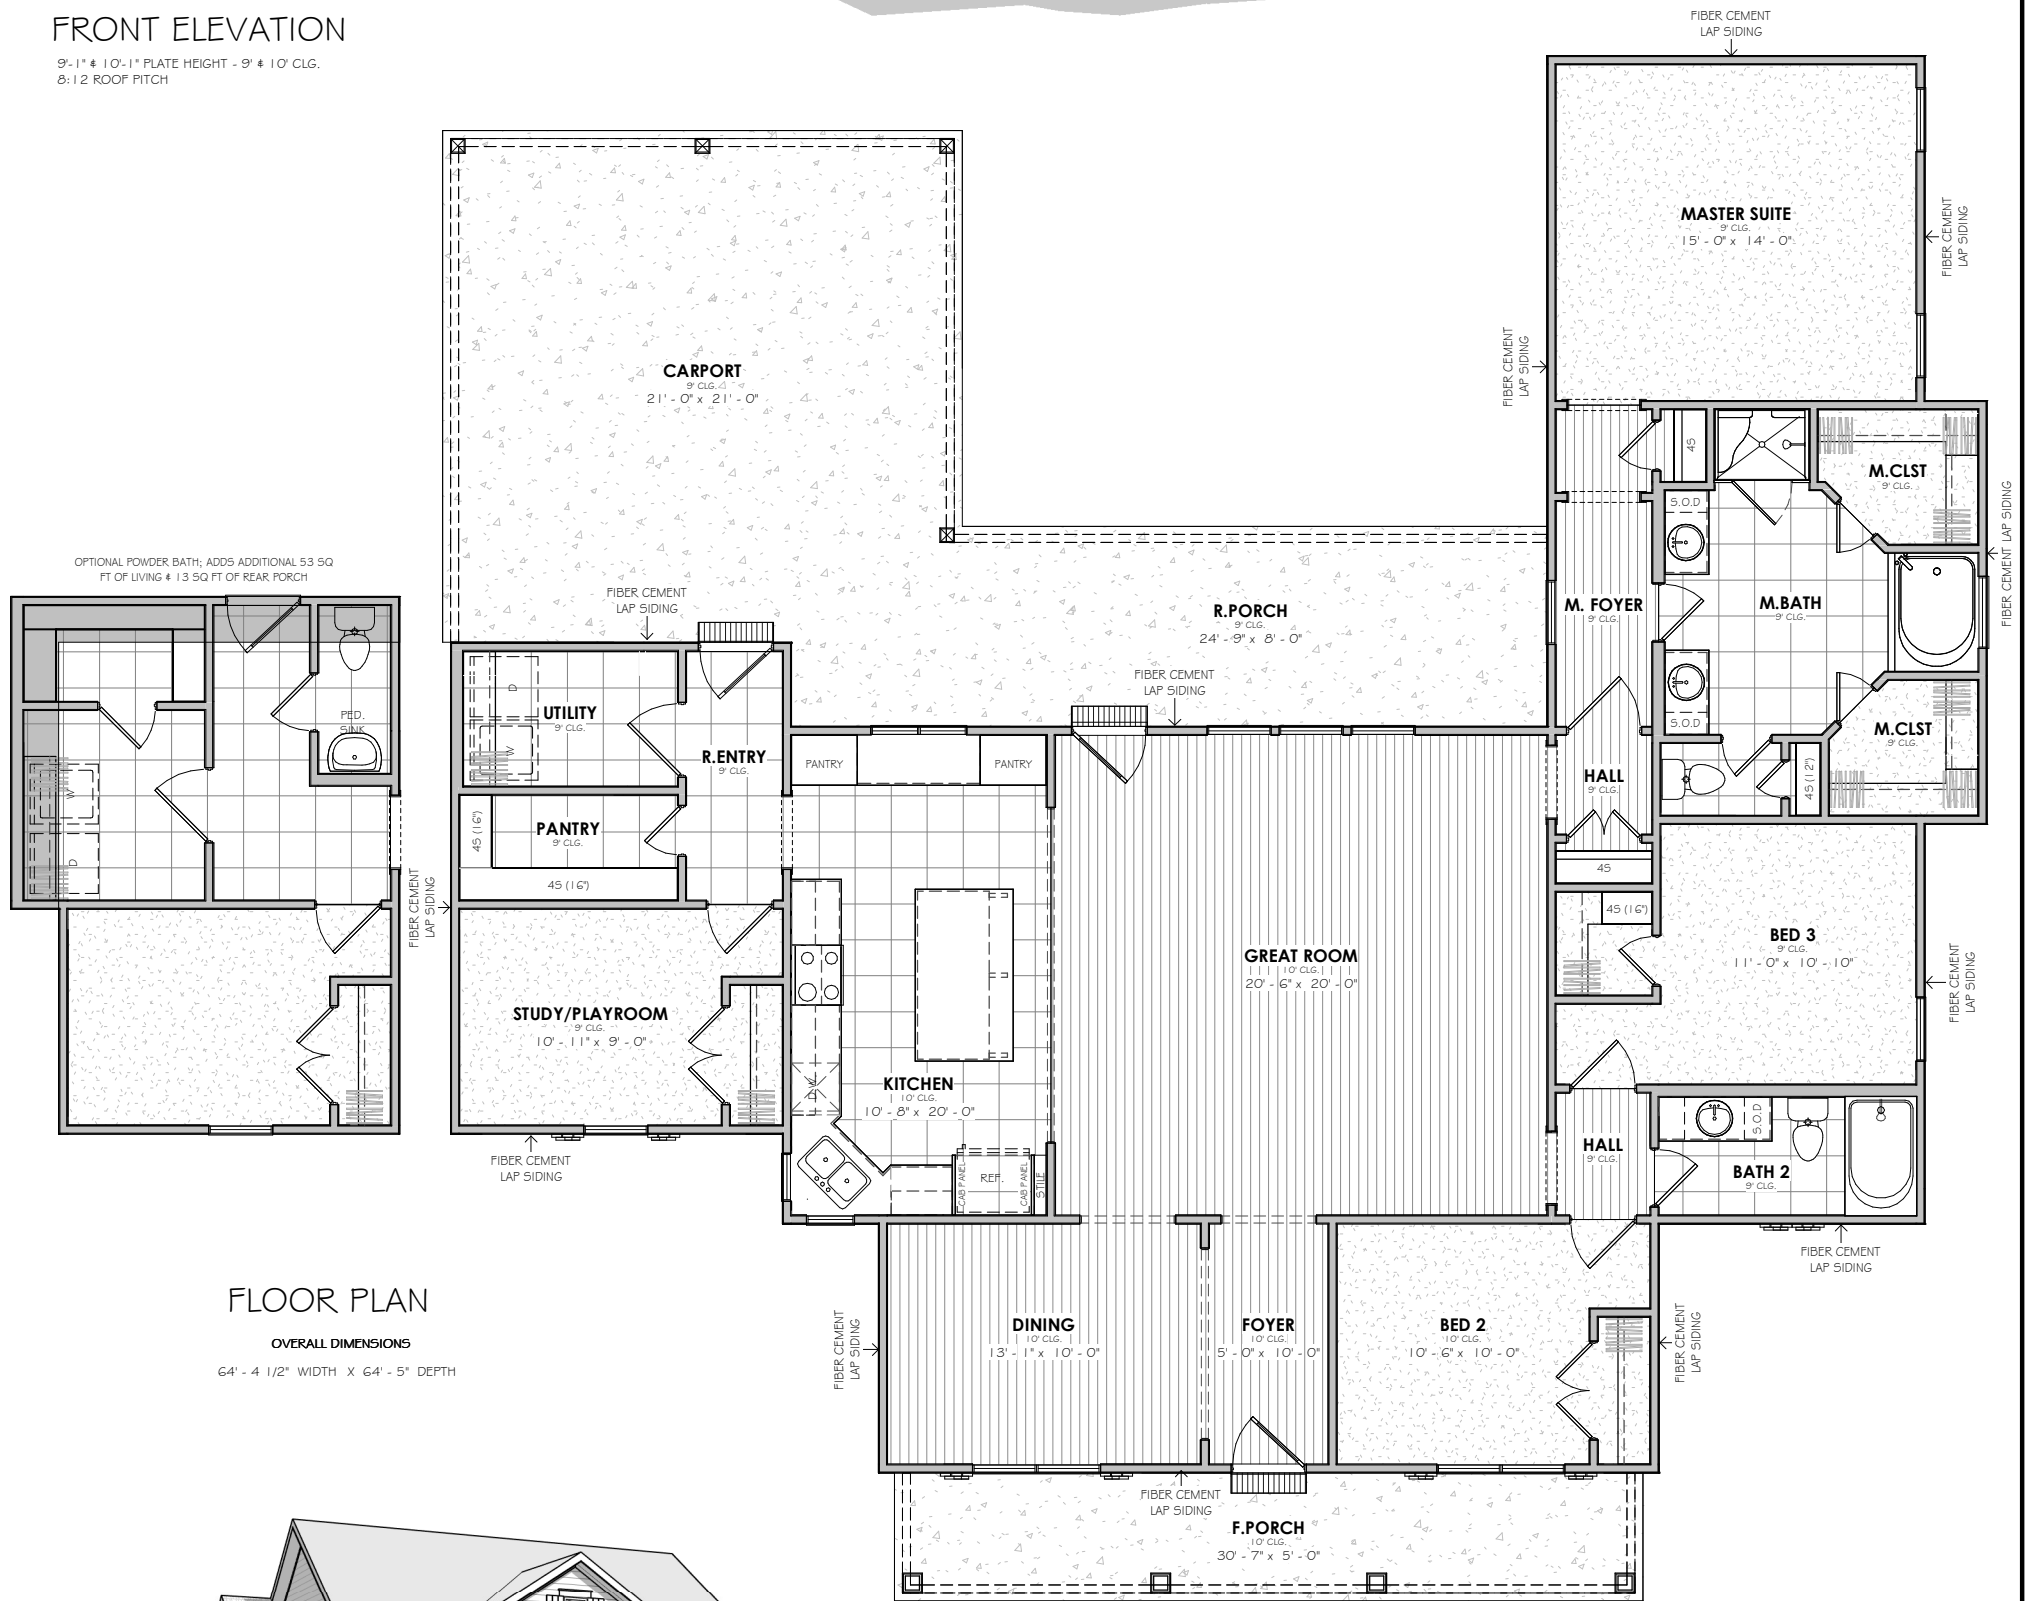 FRONT ELEVATION
9'-1" & 10'-1" PLATE HEIGHT - 9' & 10' CLG.
8:12 ROOF PITCH
FIBER CEMENT
LAP SIDING
MASTER SUITE
9' CLG.
15' - 0" x 14' - 0"
FIBER CEMENT
LAP SIDING
FIBER CEMENT
LAP SIDING
CARPORT
9' CLG.
21' - 0" x 21' - 0"
4S
M.CLST
9' CLG.
S.O.D
FIBER CEMENT LAP SIDING
OPTIONAL POWDER BATH; ADDS ADDITIONAL 53 SQ
FT OF LIVING & 13 SQ FT OF REAR PORCH
FIBER CEMENT
LAP SIDING
R.PORCH
9' CLG.
24' - 9" x 8' - 0"
M. FOYER
9' CLG.
M.BATH
9' CLG.
FIBER CEMENT
LAP SIDING
PED.
SINK
D
W
UTILITY
9' CLG.
R.ENTRY
9' CLG.
PANTRY
PANTRY
S.O.D
M.CLST
9' CLG.
HALL
9' CLG.
4S (12")
W
D
4S (16")
PANTRY
9' CLG.
4S (16")
4S
4S (16")
FIBER CEMENT
LAP SIDING
BED 3
9' CLG.
11' - 0" x 10' - 10"
FIBER CEMENT
LAP SIDING
GREAT ROOM
10' CLG.
20' - 6" x 20' - 0"
STUDY/PLAYROOM
9' CLG.
10' - 11" x 9' - 0"
D.W.
KITCHEN
10' CLG.
10' - 8" x 20' - 0"
S.O.D
HALL
9' CLG.
BATH 2
9' CLG.
FIBER CEMENT
LAP SIDING
CAB PANEL
REF.
CAB PANEL
STILE
FIBER CEMENT
LAP SIDING
FLOOR PLAN
OVERALL DIMENSIONS
64' - 4 1/2" WIDTH X 64' - 5" DEPTH
FIBER CEMENT
LAP SIDING
DINING
10' CLG.
13' - 1" x 10' - 0"
FOYER
10' CLG.
5' - 0" x 10' - 0"
BED 2
10' CLG.
10' - 6" x 10' - 0"
FIBER CEMENT
LAP SIDING
FIBER CEMENT
LAP SIDING
F.PORCH
10' CLG.
30' - 7" x 5' - 0"